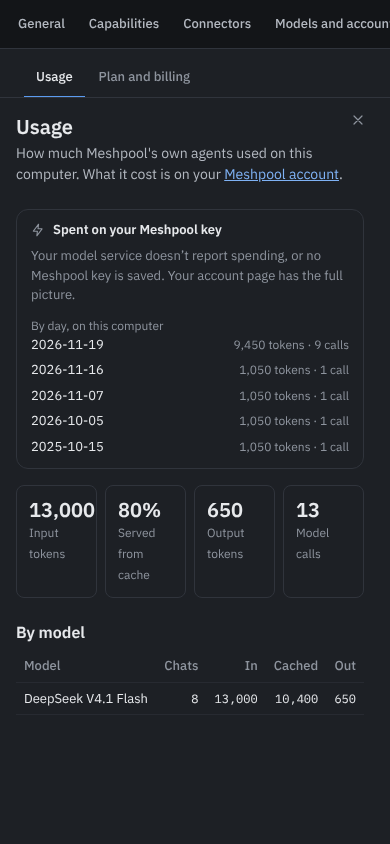 General Capabilities Connectors Models and accoun
Usage Plan and billing
Usage
How much Meshpool's own agents used on this
computer. What it cost is on your Meshpool account.
Spent on your Meshpool key
Your model service doesn't report spending, or no
Meshpool key is saved. Your account page has the full
picture.
By day, on this computer
2026-11-19 9,450 tokens · 9 calls
2026-11-16 1,050 tokens · 1 call
2026-11-07 1,050 tokens · 1 call
2026-10-05 1,050 tokens · 1 call
2025-10-15 1,050 tokens · 1 call
13,000 80% 650 13
Input Served Output Model
tokens from tokens calls
cache
By model
Model Chats In Cached Out
DeepSeek V4.1 Flash 8 13,000 10,400 650